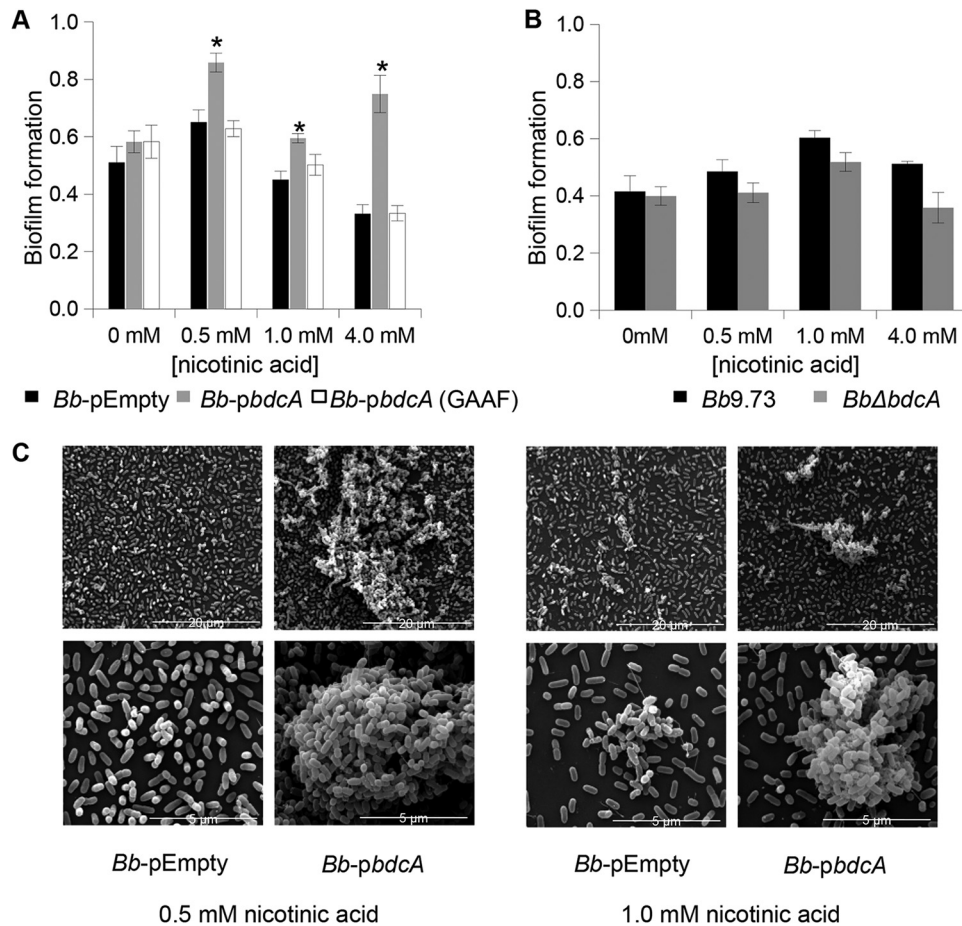 A
Biofilm formation
1.0
0.8
0.6
0.4
0.2
0.0
*
*
*
0 mM 0.5 mM 1.0 mM 4.0 mM
[nicotinic acid]
Bb-pEmpty Bb-pbdcA Bb-pbdcA (GAAF)
B
Biofilm formation
1.0
0.8
0.6
0.4
0.2
0.0
0mM 0.5 mM 1.0 mM 4.0 mM
[nicotinic acid]
Bb9.73 BbΔbdcA
C
20 µm 20 µm 20 µm 20 µm
5 µm 5 µm 5 µm 5 µm
Bb-pEmpty Bb-pbdcA Bb-pEmpty Bb-pbdcA
0.5 mM nicotinic acid 1.0 mM nicotinic acid